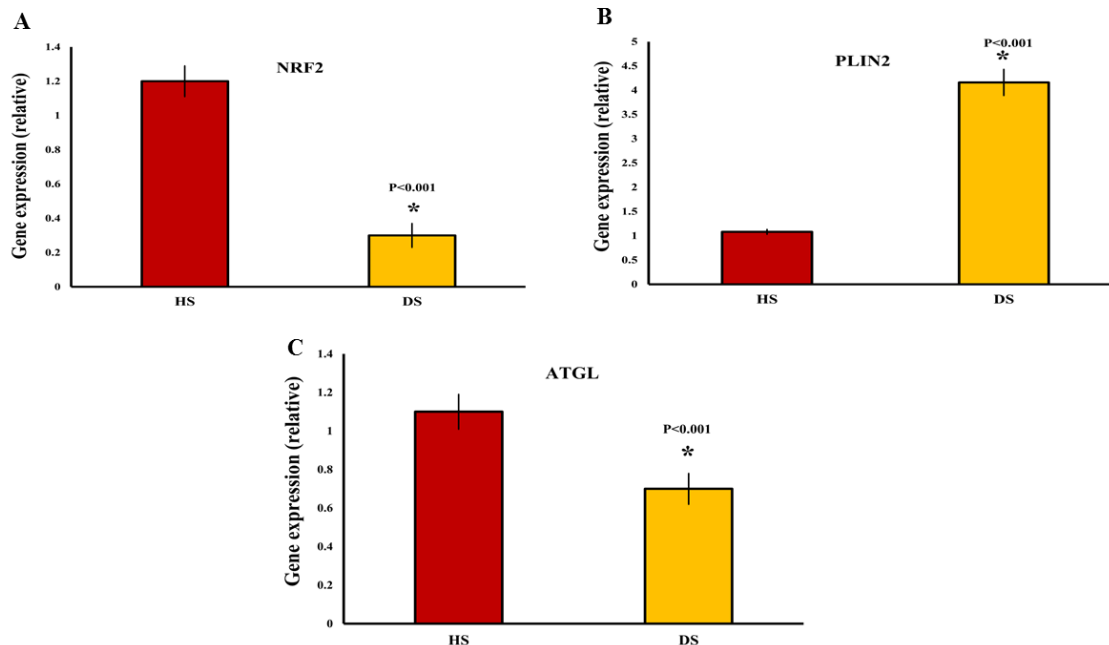 A
NRF2
Gene expression (relative)
1.4
1.2
1
0.8
0.6
0.4
0.2
0
P<0.001
*
HS
DS
B
PLIN2
Gene expression (relative)
5
4.5
4
3.5
3
2.5
2
1.5
1
0.5
0
P<0.001
*
HS
DS
C
ATGL
Gene expression (relative)
1.4
1.2
1
0.8
0.6
0.4
0.2
0
P<0.001
*
HS
DS